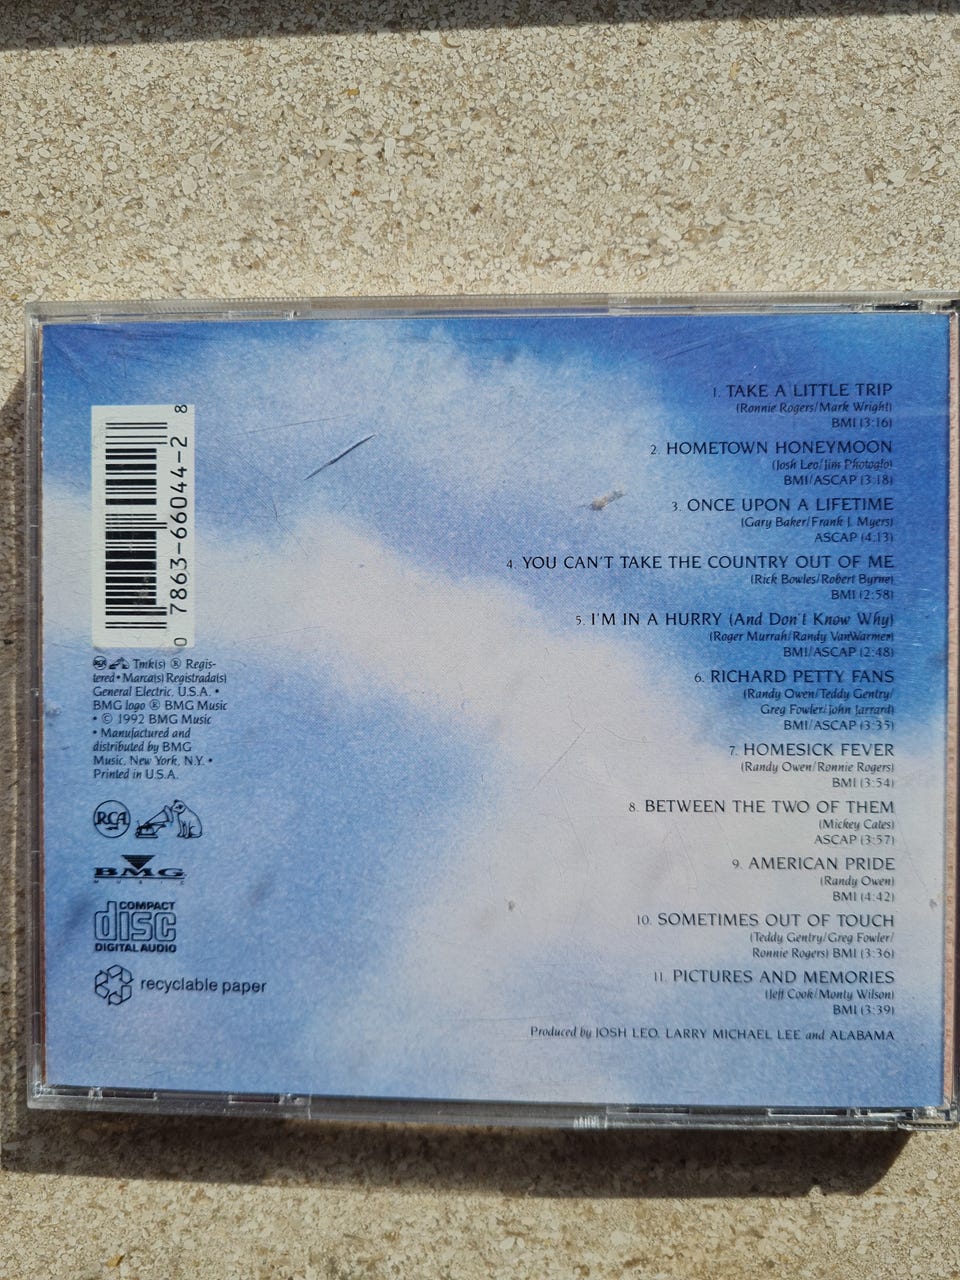 1. TAKE A LITTLE TRIP
(Ronnie Rogers/Mark Wright)
BMI (3:16)
2. HOMETOWN HONEYMOON
(Josh Leo/Jim Photoglo)
BMI/ASCAP (3:18)
3. ONCE UPON A LIFETIME
(Gary Baker/Frank J. Myers)
ASCAP (4:13)
4. YOU CAN'T TAKE THE COUNTRY OUT OF ME
(Rick Bowles/Robert Byrne)
BMI (2:58)
5. I'M IN A HURRY (And Don't Know Why)
(Roger Murrah/Randy VanWarmer)
BMI/ASCAP (2:48)
6. RICHARD PETTY FANS
(Randy Owen/Teddy Gentry/
Greg Fowler/John Jarrard)
BMI/ASCAP (3:35)
7. HOMESICK FEVER
(Randy Owen/Ronnie Rogers)
BMI (3:54)
8. BETWEEN THE TWO OF THEM
(Mickey Cates)
ASCAP (3:57)
9. AMERICAN PRIDE
(Randy Owen)
BMI (4:42)
10. SOMETIMES OUT OF TOUCH
(Teddy Gentry/Greg Fowler/
Ronnie Rogers) BMI (3:36)
11. PICTURES AND MEMORIES
(Jeff Cook/Monty Wilson)
BMI (3:39)
Produced by JOSH LEO, LARRY MICHAEL LEE and ALABAMA
0 7863-66044-2 8
RCA Tmk(s) ® Regis-
tered • Marca(s) Registrada(s)
General Electric, U.S.A. •
BMG logo ® BMG Music
• © 1992 BMG Music
• Manufactured and
distributed by BMG
Music, New York, N.Y. •
Printed in U.S.A.
RCA
BMG
MUSIC
COMPACT
disc
DIGITAL AUDIO
recyclable paper